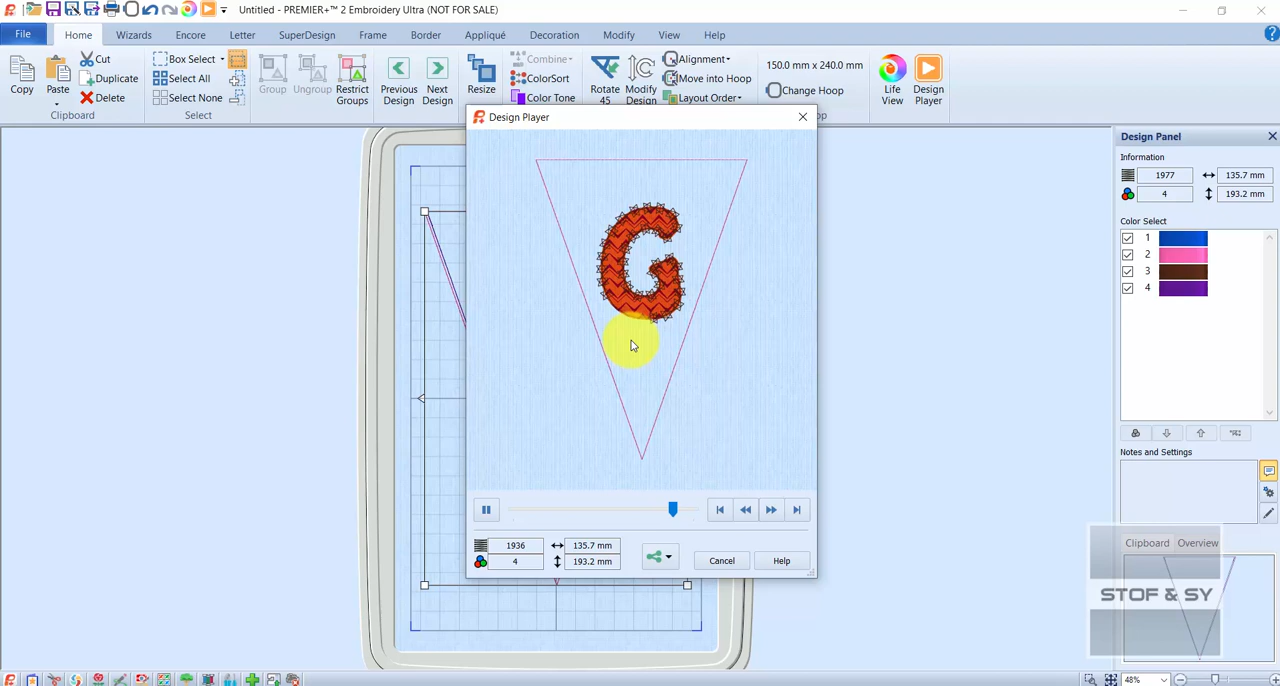 Untitled - PREMIER+™ 2 Embroidery Ultra (NOT FOR SALE)
File Home Wizards Encore Letter SuperDesign Frame Border Appliqué Decoration Modify View Help
Copy Paste Cut Duplicate Delete
Clipboard
Box Select Select All Select None
Select
Group Ungroup Restrict Groups
Previous Design Next Design
Resize
Combine ColorSort Color Tone
Rotate 45 Modify Design
Alignment Move into Hoop Layout Order
150.0 mm x 240.0 mm
Change Hoop
Life View Design Player
Design Player
G
1936 135.7 mm
4 193.2 mm
Cancel Help
Design Panel
Information
1977 135.7 mm
4 193.2 mm
Color Select
1
2
3
4
Notes and Settings
Clipboard Overview
STOF & SY
48%